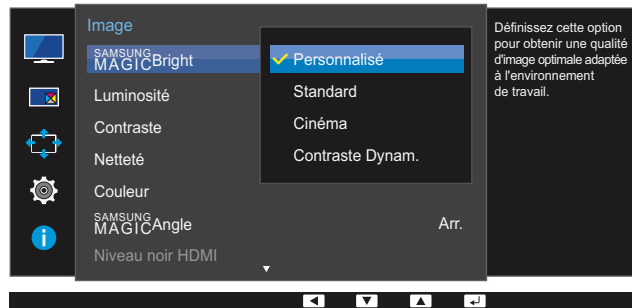 Image
SAMSUNG
MAGICBright
Luminosité
Contraste
Netteté
Couleur
SAMSUNG
MAGICAngle
Arr.
Niveau noir HDMI
Personnalisé
Standard
Cinéma
Contraste Dynam.
Définissez cette option
pour obtenir une qualité
d'image optimale adaptée
à l'environnement
de travail.